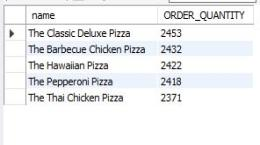 name ORDER_QUANTITY
The Classic Deluxe Pizza 2453
The Barbecue Chicken Pizza 2432
The Hawaiian Pizza 2422
The Pepperoni Pizza 2418
The Thai Chicken Pizza 2371